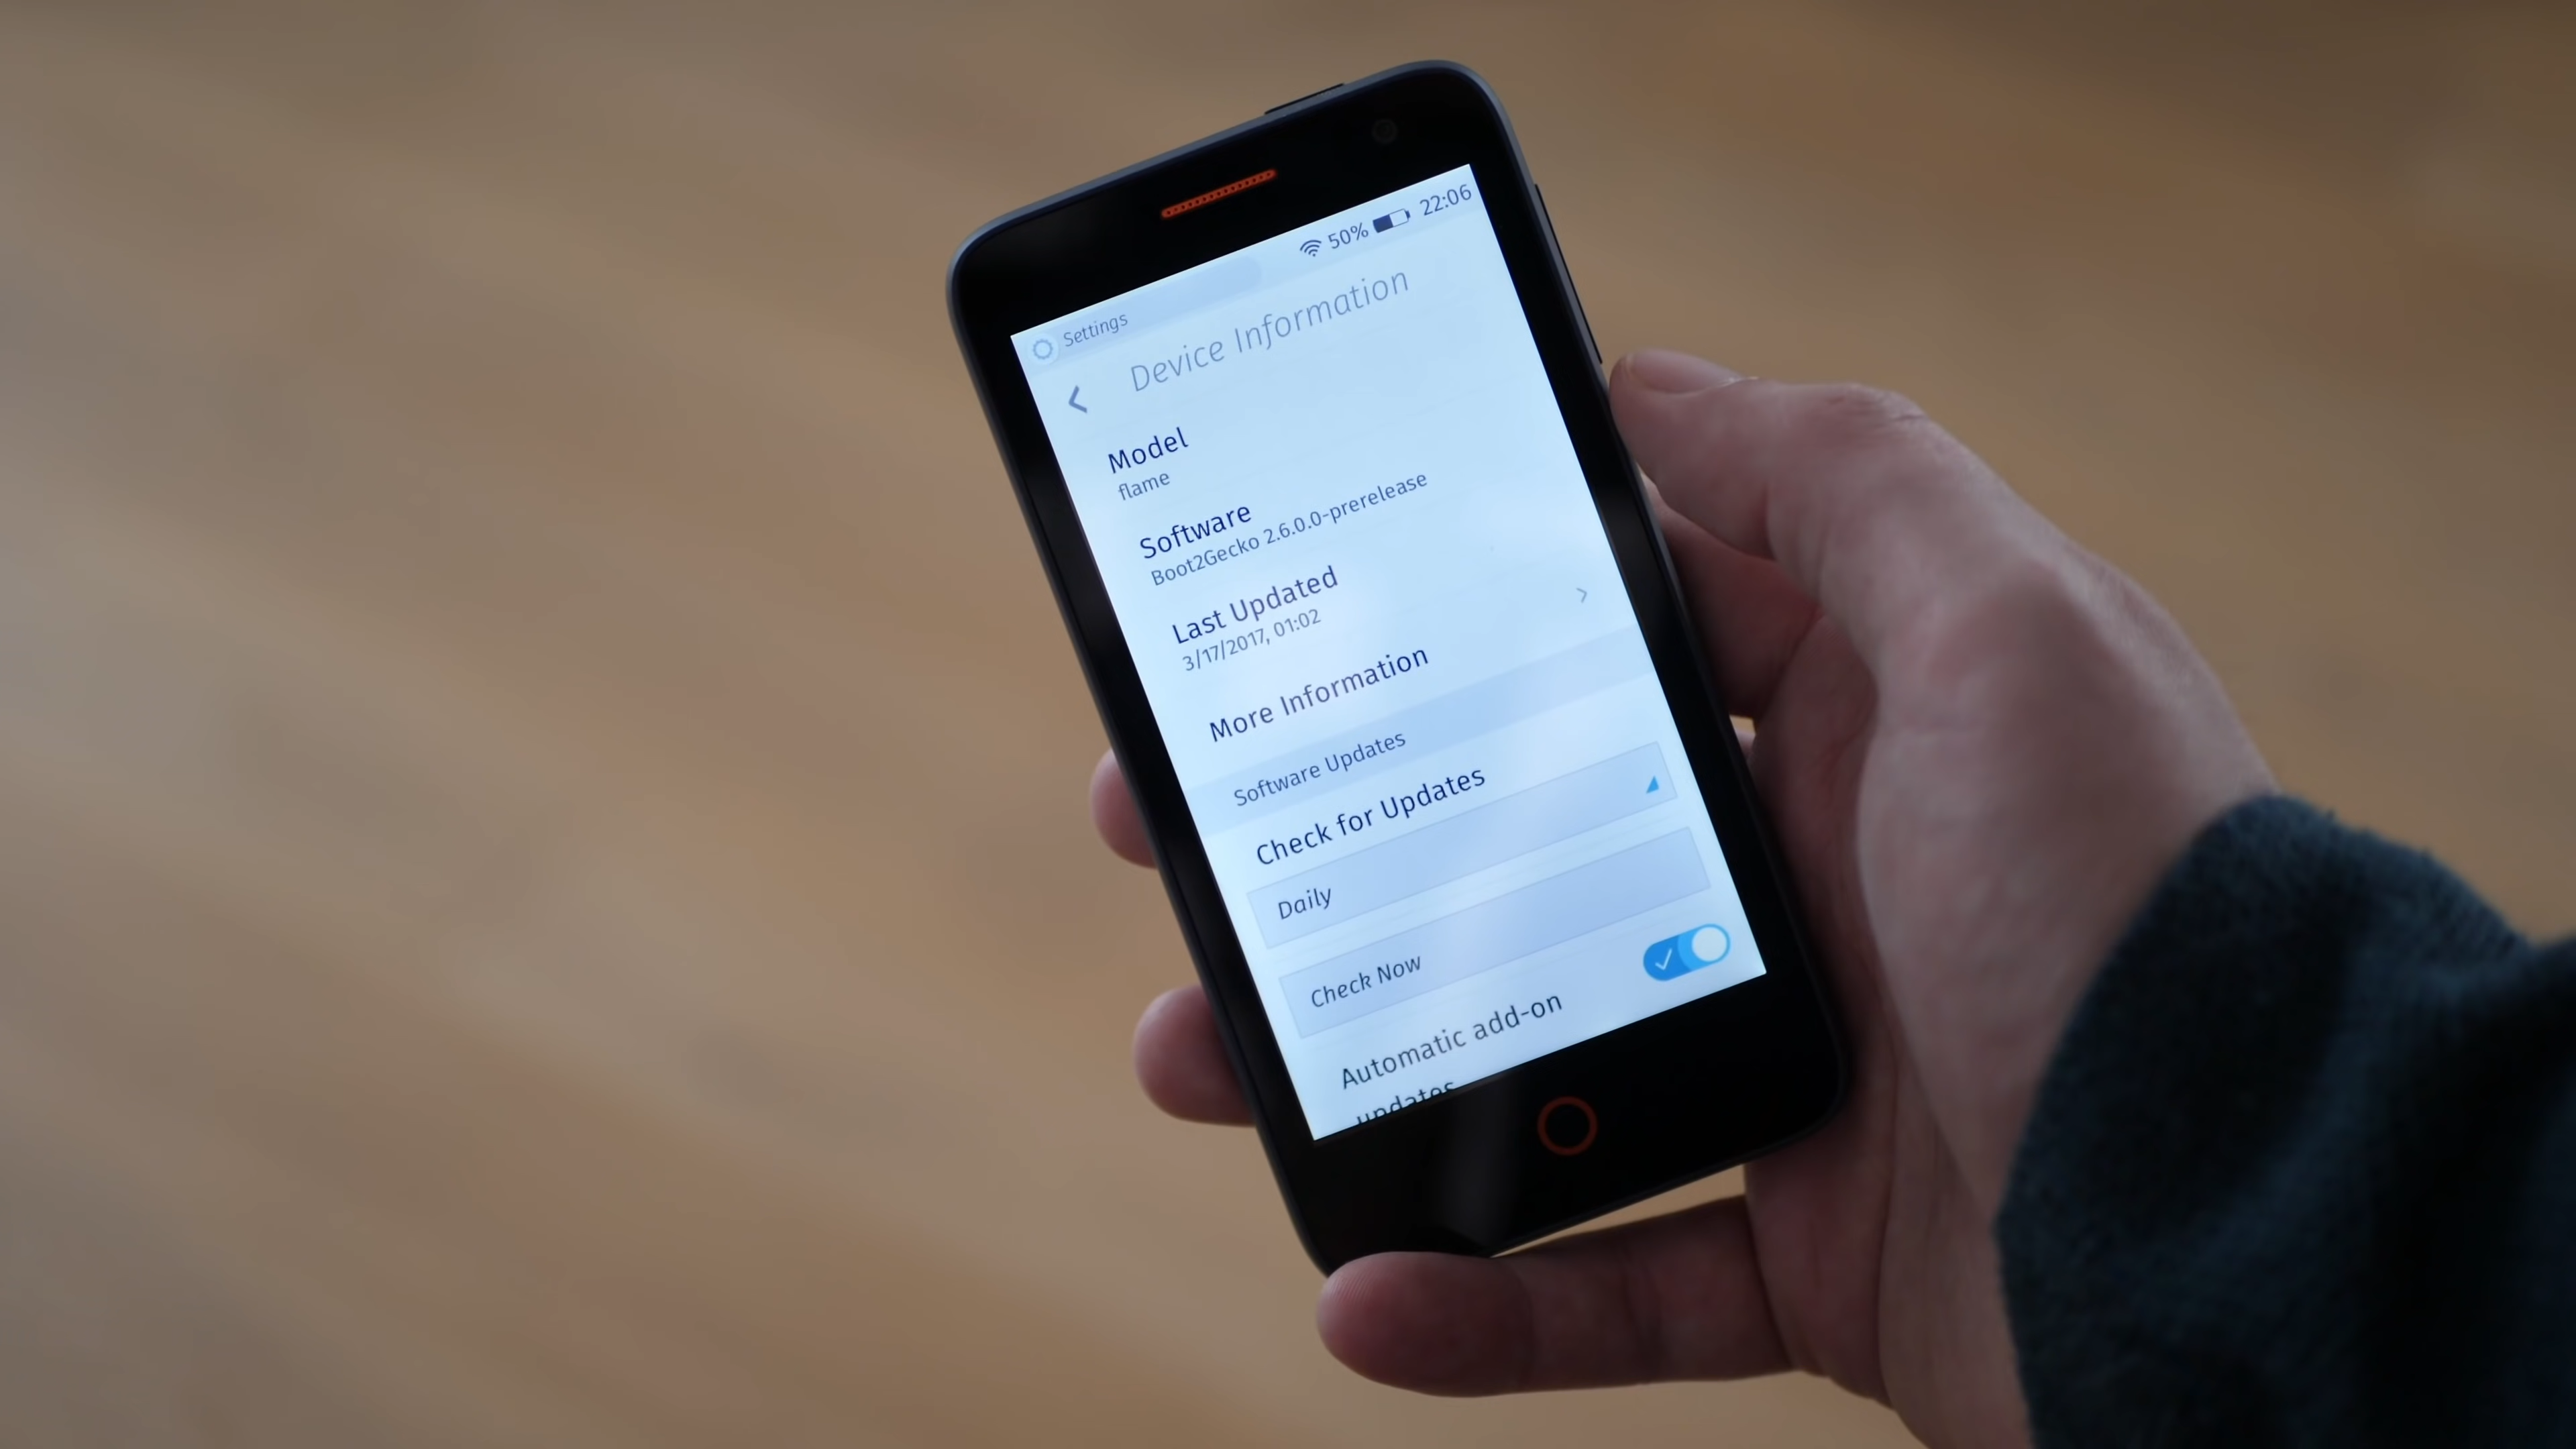 50% 22:06
Settings
Device Information
Model
flame
Software
Boot2Gecko 2.6.0.0-prerelease
Last Updated
3/17/2017, 01:02
More Information
Software Updates
Check for Updates
Daily
Check Now
Automatic add-on
updates